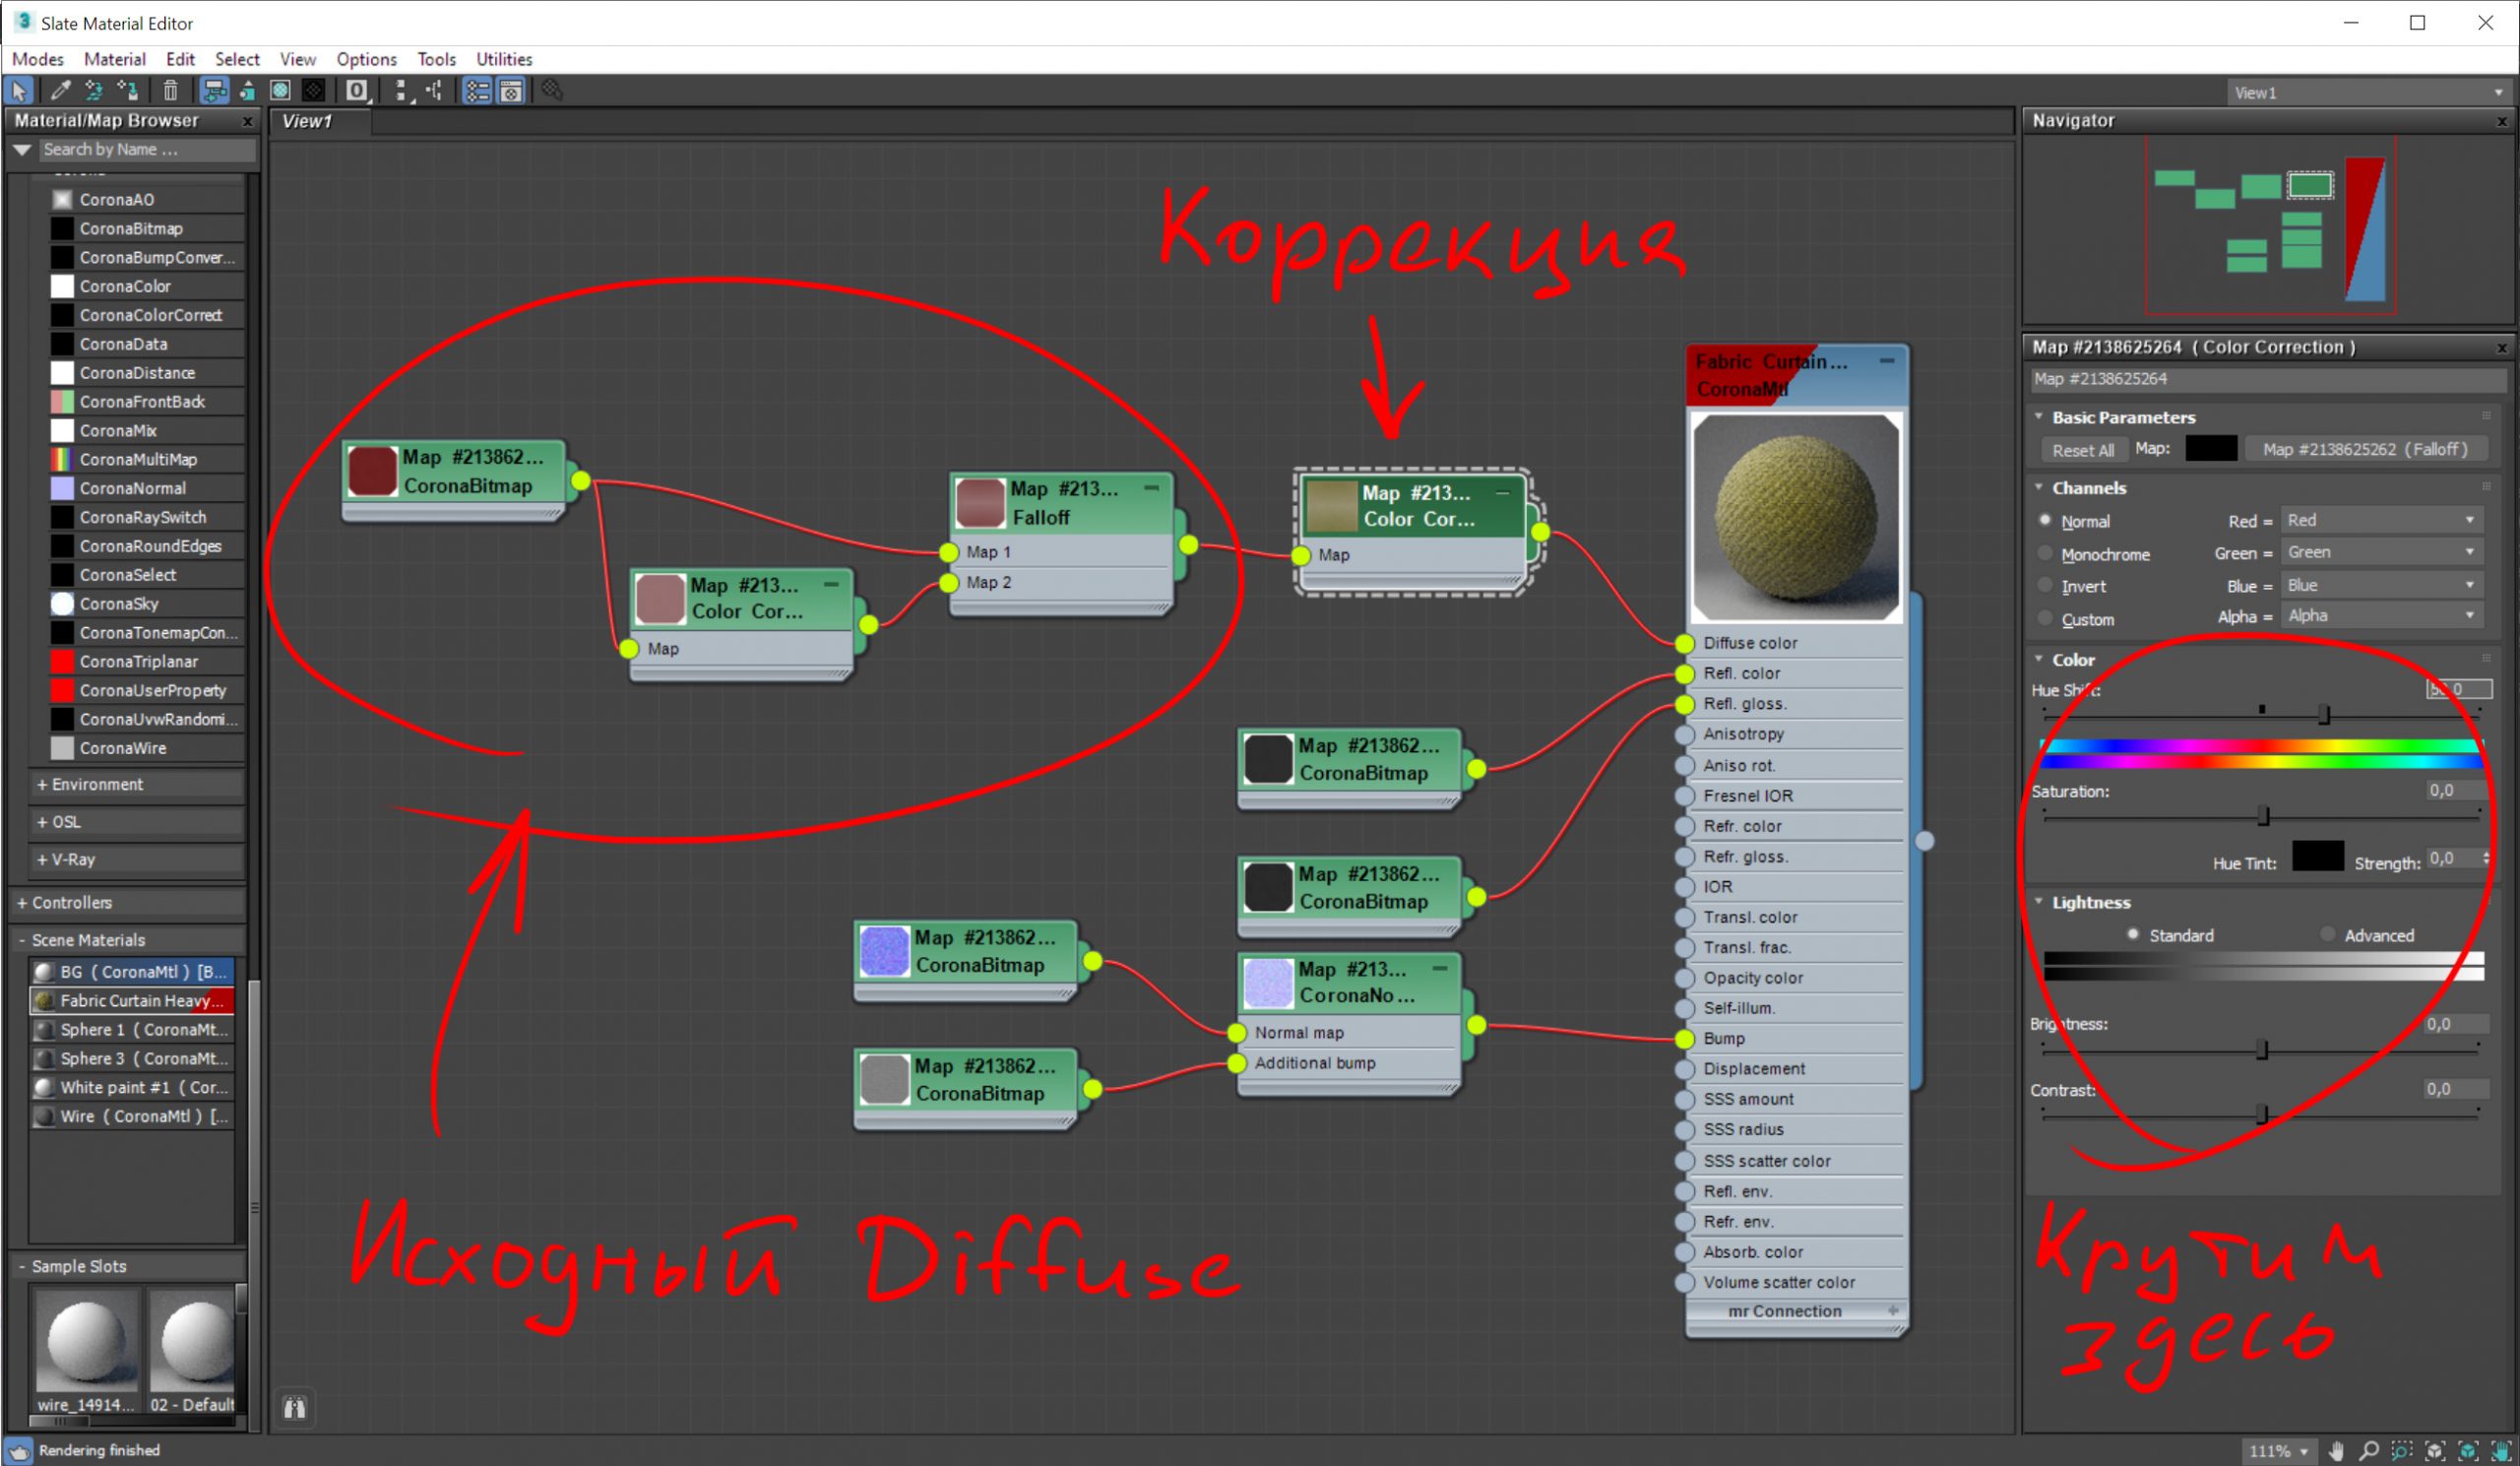 Slate Material Editor
Modes Material Edit Select View Options Tools Utilities
View1
Material/Map Browser
Search by Name ...
CoronaAO
CoronaBitmap
CoronaBumpConver...
CoronaColor
CoronaColorCorrect
CoronaData
CoronaDistance
CoronaFrontBack
CoronaMix
CoronaMultiMap
CoronaNormal
CoronaRaySwitch
CoronaRoundEdges
CoronaSelect
CoronaSky
CoronaTonemapCon...
CoronaTriplanar
CoronaUserProperty
CoronaUvwRandomi...
CoronaWire
+ Environment
+ OSL
+ V-Ray
+ Controllers
- Scene Materials
BG ( CoronaMtl ) [B...
Fabric Curtain Heavy...
Sphere 1 ( CoronaMt...
Sphere 3 ( CoronaMt...
White paint #1 ( Cor...
Wire ( CoronaMtl ) [...
- Sample Slots
wire_14914... 02 - Default
Rendering finished
View1
Коррекция
Map #213862...
CoronaBitmap
Map #213...
Color Cor...
Map
Map #213...
Falloff
Map 1
Map 2
Map #213...
Color Cor...
Map
Map #213862...
CoronaBitmap
Map #213862...
CoronaBitmap
Map #213862...
CoronaBitmap
Map #213862...
CoronaBitmap
Map #213...
CoronaNo...
Normal map
Additional bump
Исходный Diffuse
Fabric Curtain...
CoronaMtl
Diffuse color
Refl. color
Refl. gloss.
Anisotropy
Aniso rot.
Fresnel IOR
Refr. color
Refr. gloss.
IOR
Transl. color
Transl. frac.
Opacity color
Self-illum.
Bump
Displacement
SSS amount
SSS radius
SSS scatter color
Refl. env.
Refr. env.
Absorb. color
Volume scatter color
mr Connection
Navigator
Map #2138625264 ( Color Correction )
Map #2138625264
Basic Parameters
Reset All Map: Map #2138625262 ( Falloff )
Channels
Normal Red = Red
Monochrome Green = Green
Invert Blue = Blue
Custom Alpha = Alpha
Color
Hue Shift:
Saturation: 0,0
Hue Tint: Strength: 0,0
Lightness
Standard Advanced
Brightness: 0,0
Contrast: 0,0
Крутим
здесь
111%